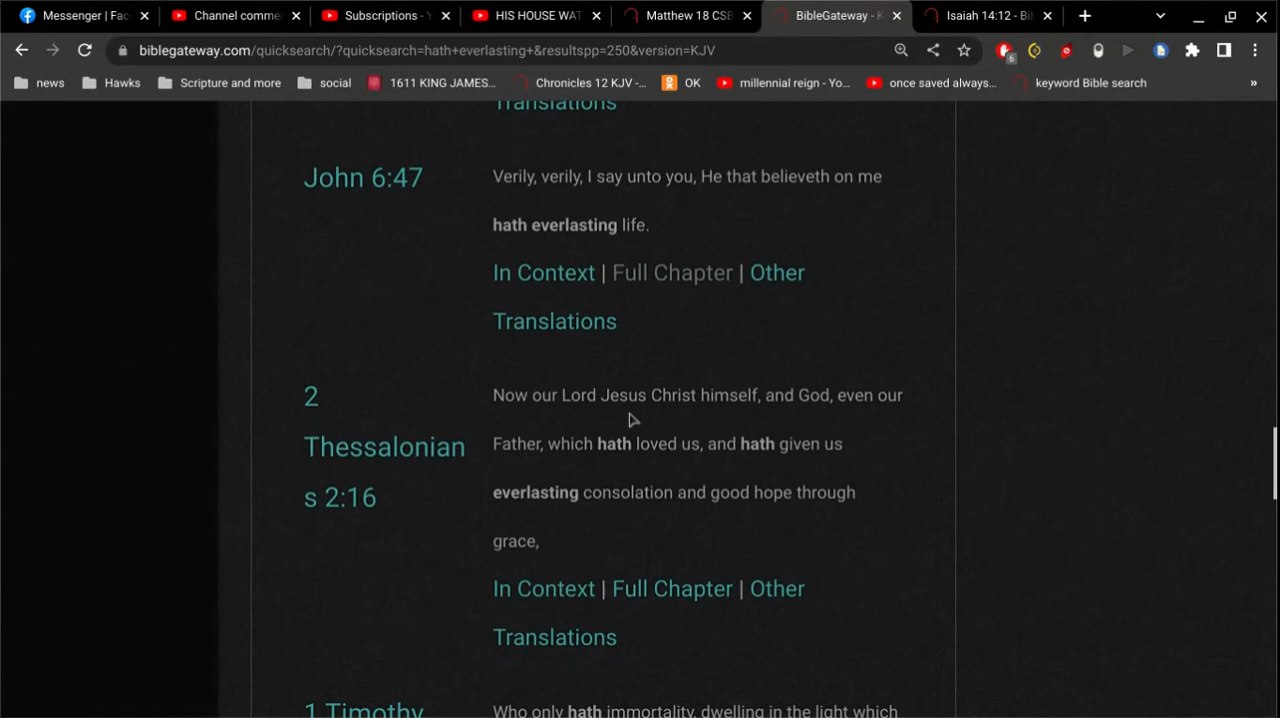 Messenger | Fac
Channel comme
Subscriptions - Y
HIS HOUSE WAT
Matthew 18 CSB
BibleGateway - K
Isaiah 14:12 - Bib
biblegateway.com/quicksearch/?quicksearch=hath+everlasting+&resultspp=250&version=KJV
6
news
Hawks
Scripture and more
social
1611 KING JAMES...
Chronicles 12 KJV -...
OK
millennial reign - Yo...
once saved always...
keyword Bible search
»
Translations
John 6:47
Verily, verily, I say unto you, He that believeth on me
hath everlasting life.
In Context | Full Chapter | Other
Translations
2
Thessalonian
s 2:16
Now our Lord Jesus Christ himself, and God, even our
Father, which hath loved us, and hath given us
everlasting consolation and good hope through
grace,
In Context | Full Chapter | Other
Translations
1 Timothy
Who only hath immortality, dwelling in the light which